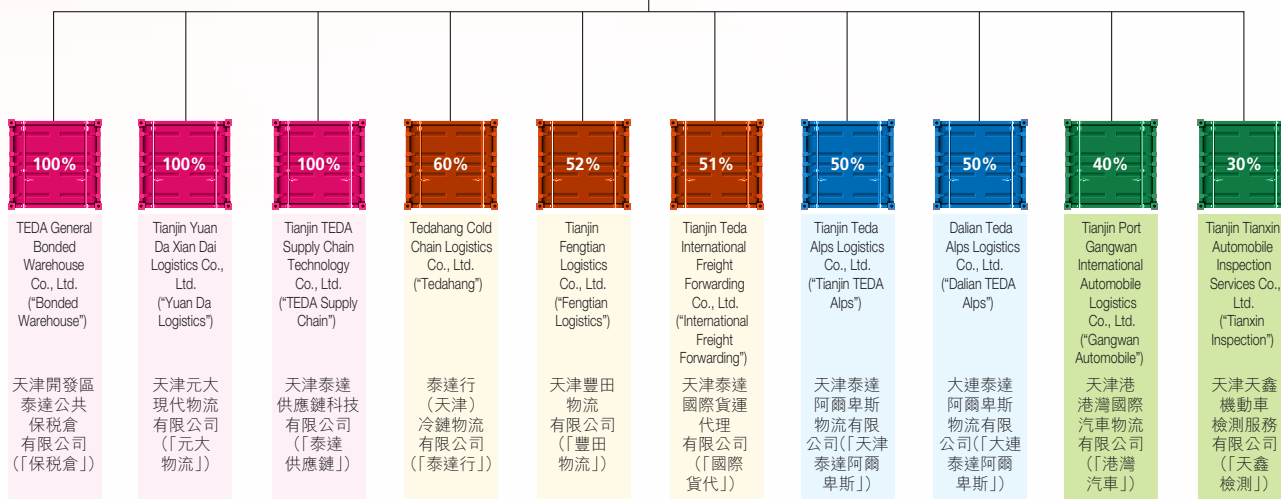 100%
TEDA General
Bonded
Warehouse
Co., Ltd.
(“Bonded
Warehouse”)
天津開發區
泰達公共
保税倉
有限公司
(「保税倉」)
100%
Tianjin Yuan
Da Xian Dai
Logistics Co.,
Ltd.
(“Yuan Da
Logistics”)
天津元大
現代物流
有限公司
(「元大
物流」)
100%
Tianjin TEDA
Supply Chain
Technology
Co., Ltd.
(“TEDA Supply
Chain”)
天津泰達
供應鏈科技
有限公司
(「泰達
供應鏈」)
60%
Tedahang Cold
Chain Logistics
Co., Ltd.
(“Tedahang”)
泰達行
(天津)
冷鏈物流
有限公司
(「泰達行」)
52%
Tianjin
Fengtian
Logistics
Co., Ltd.
(“Fengtian
Logistics”)
天津豐田
物流
有限公司
(「豐田
物流」)
51%
Tianjin Teda
International
Freight
Forwarding
Co., Ltd.
(“International
Freight
Forwarding”)
天津泰達
國際貨運
代理
有限公司
(「國際
貨代」)
50%
Tianjin Teda
Alps Logistics
Co., Ltd.
(“Tianjin TEDA
Alps”)
天津泰達
阿爾卑斯
物流有限
公司(「天津
泰達阿爾
卑斯」)
50%
Dalian Teda
Alps Logistics
Co., Ltd.
(“Dalian TEDA
Alps”)
大連泰達
阿爾卑斯
物流有限
公司(「大連
泰達阿爾
卑斯」)
40%
Tianjin Port
Gangwan
International
Automobile
Logistics
Co., Ltd.
(“Gangwan
Automobile”)
天津港
港灣國際
汽車物流
有限公司
(「港灣
汽車」)
30%
Tianjin Tianxin
Automobile
Inspection
Services Co.,
Ltd.
(“Tianxin
Inspection”)
天津天鑫
機動車
檢測服務
有限公司
(「天鑫
檢測」)